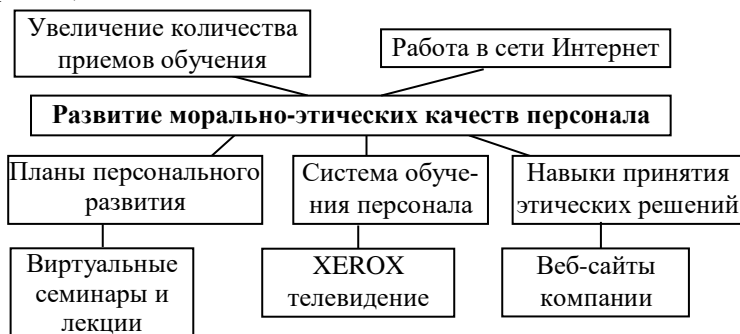 Увеличение количества
приемов обучения
Работа в сети Интернет
Развитие морально-этических качеств персонала
Планы персонального
развития
Система обуче-
ния персонала
Навыки принятия
этических решений
Виртуальные
семинары и
лекции
XEROX
телевидение
Веб-сайты
компании